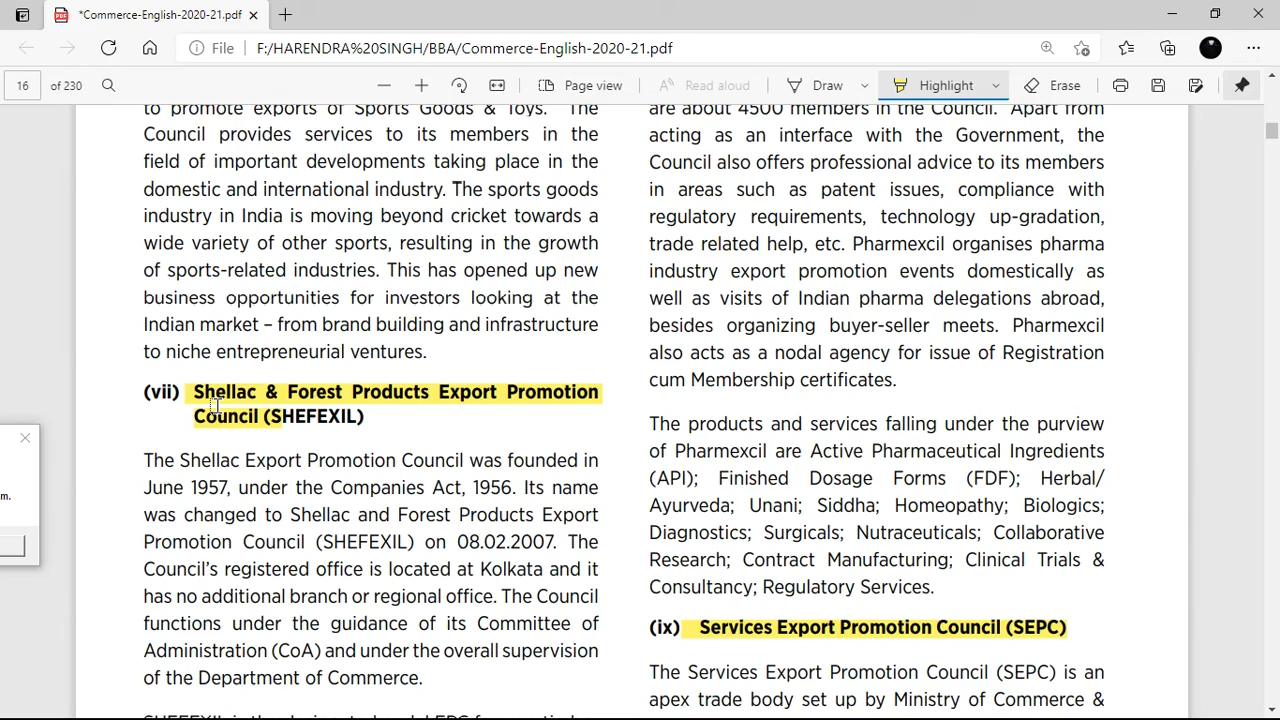 *Commerce-English-2020-21.pdf
File
F:/HARENDRA%20SINGH/BBA/Commerce-English-2020-21.pdf
16
of 230
Page view
Read aloud
Draw
Highlight
Erase
to promote exports of Sports Goods & Toys. The
Council provides services to its members in the
field of important developments taking place in the
domestic and international industry. The sports goods
industry in India is moving beyond cricket towards a
wide variety of other sports, resulting in the growth
of sports-related industries. This has opened up new
business opportunities for investors looking at the
Indian market – from brand building and infrastructure
to niche entrepreneurial ventures.
(vii) Shellac & Forest Products Export Promotion
Council (SHEFEXIL)
The Shellac Export Promotion Council was founded in
June 1957, under the Companies Act, 1956. Its name
was changed to Shellac and Forest Products Export
Promotion Council (SHEFEXIL) on 08.02.2007. The
Council's registered office is located at Kolkata and it
has no additional branch or regional office. The Council
functions under the guidance of its Committee of
Administration (CoA) and under the overall supervision
of the Department of Commerce.
are about 4500 members in the Council. Apart from
acting as an interface with the Government, the
Council also offers professional advice to its members
in areas such as patent issues, compliance with
regulatory requirements, technology up-gradation,
trade related help, etc. Pharmexcil organises pharma
industry export promotion events domestically as
well as visits of Indian pharma delegations abroad,
besides organizing buyer-seller meets. Pharmexcil
also acts as a nodal agency for issue of Registration
cum Membership certificates.
The products and services falling under the purview
of Pharmexcil are Active Pharmaceutical Ingredients
(API); Finished Dosage Forms (FDF); Herbal/
Ayurveda; Unani; Siddha; Homeopathy; Biologics;
Diagnostics; Surgicals; Nutraceuticals; Collaborative
Research; Contract Manufacturing; Clinical Trials &
Consultancy; Regulatory Services.
(ix) Services Export Promotion Council (SEPC)
The Services Export Promotion Council (SEPC) is an
apex trade body set up by Ministry of Commerce &
m.